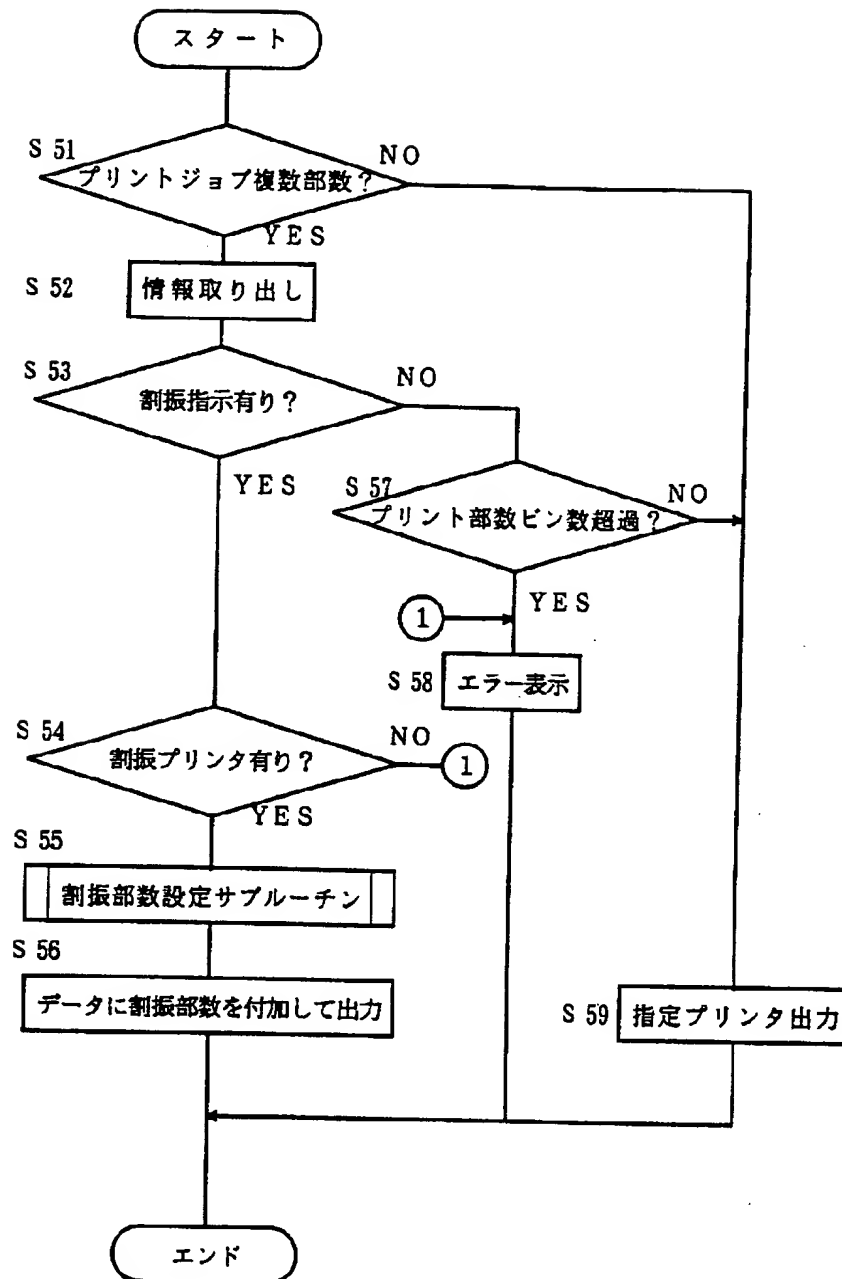 スタート
S 51
プリントジョブ複数部数?
NO
YES
S 52
情報取り出し
S 53
割振指示有り?
NO
YES
S 57
プリント部数ビン数超過?
NO
YES
1
S 58
エラー表示
S 54
割振プリンタ有り?
NO
1
YES
S 55
割振部数設定サブルーチン
S 56
データに割振部数を付加して出力
S 59
指定プリンタ出力
エンド